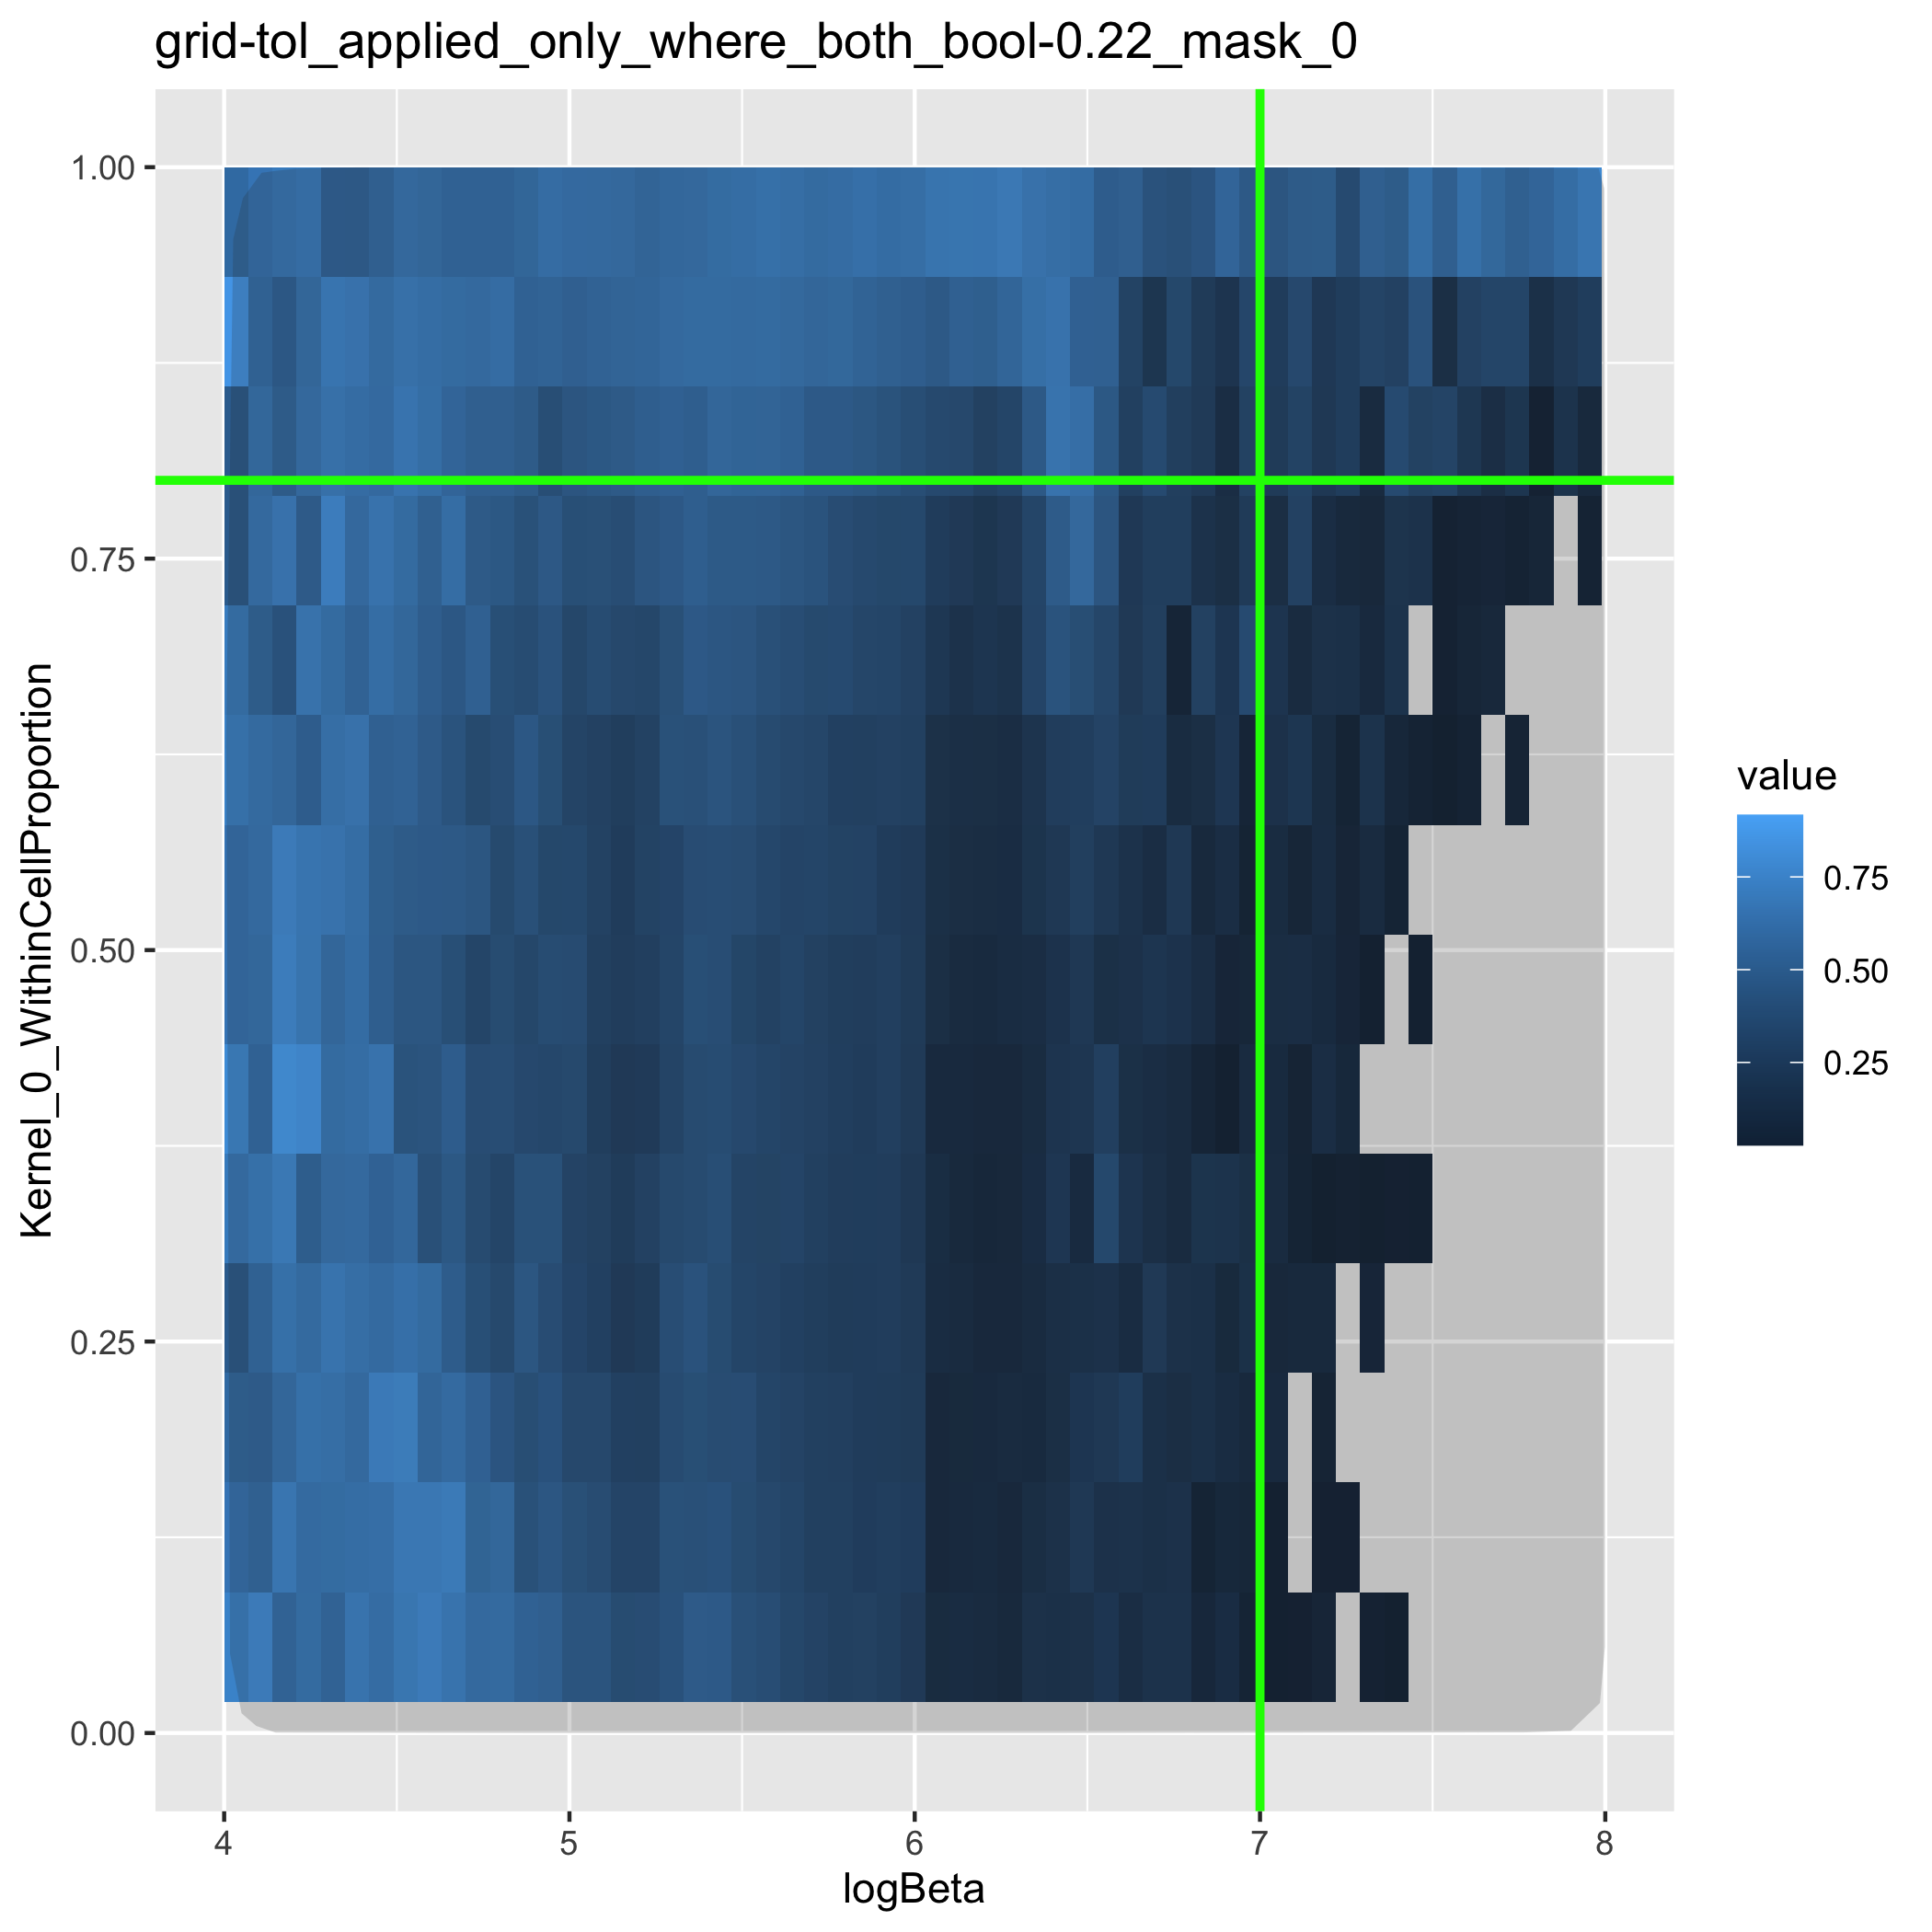 grid-tol_applied_only_where_both_bool-0.22_mask_0
1.00
0.75
0.50
0.25
0.00
Kernel_0_WithinCellProportion
4 5 6 7 8
logBeta
value
0.75
0.50
0.25